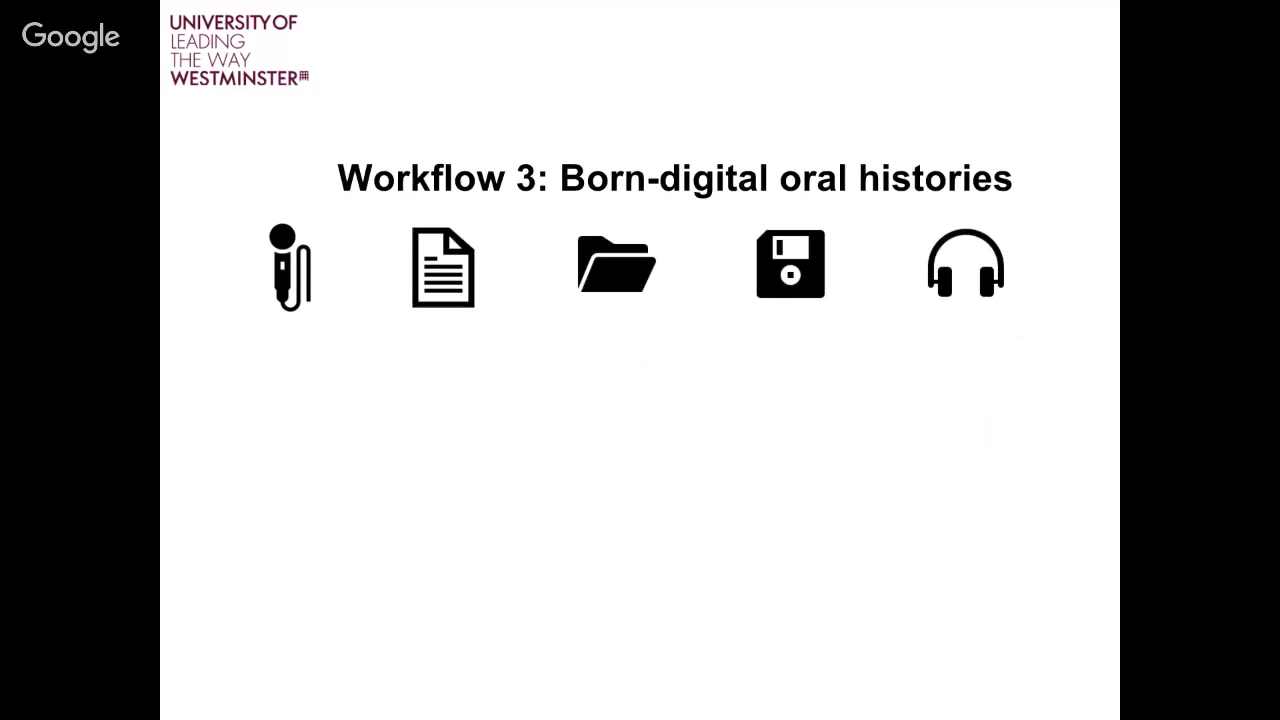 Google
UNIVERSITY OF
LEADING
THE WAY
WESTMINSTER
Workflow 3: Born-digital oral histories